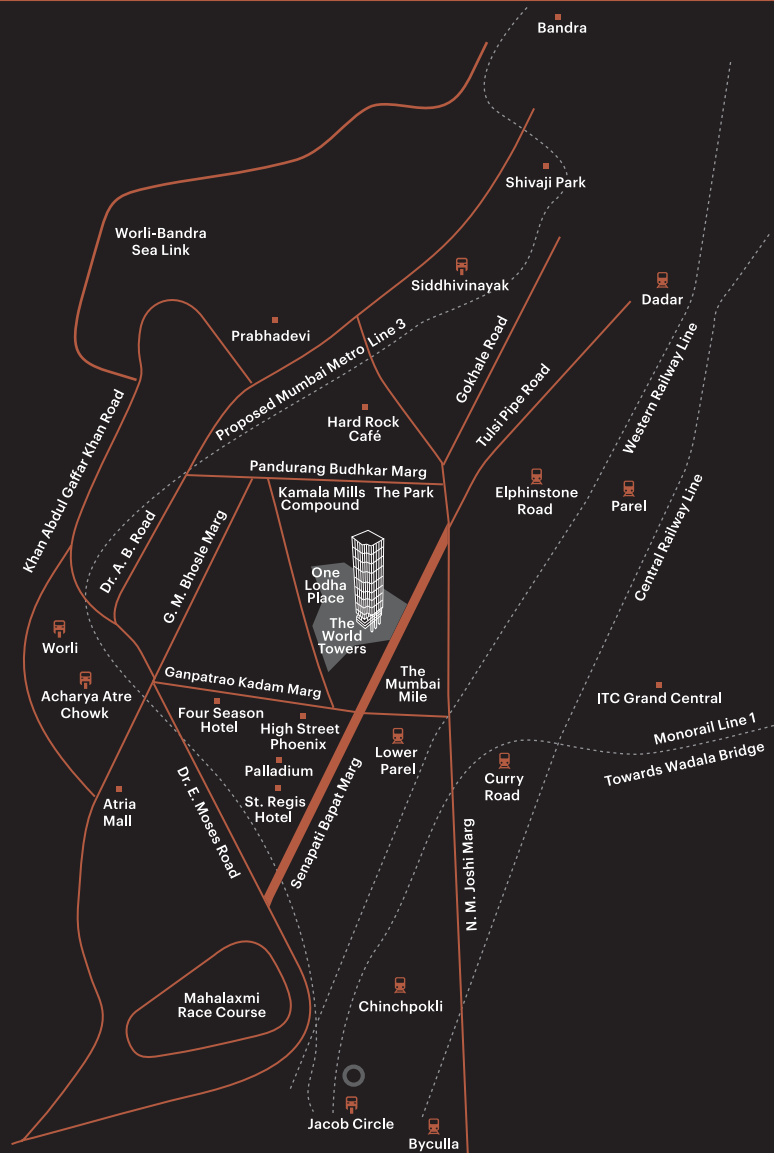 Bandra
Shivaji Park
Worli-Bandra
Sea Link
Siddhivinayak
Dadar
Prabhadevi
Proposed Mumbai Metro Line 3
Gokhale Road
Tulsi Pipe Road
Western Railway Line
Hard Rock
Café
Khan Abdul Gaffar Khan Road
Pandurang Budhkar Marg
Kamala Mills
Compound
The Park
Elphinstone
Road
Parel
Central Railway Line
Dr. A. B. Road
G. M. Bhosle Marg
One
Lodha
Place
The
World
Towers
Worli
Acharya Atre
Chowk
Ganpatrao Kadam Marg
The
Mumbai
Mile
ITC Grand Central
Four Season
Hotel
High Street
Phoenix
Monorail Line 1
Towards Wadala Bridge
Lower
Parel
Curry
Road
Palladium
St. Regis
Hotel
Atria
Mall
Dr. E. Moses Road
Senapati Bapat Marg
N. M. Joshi Marg
Mahalaxmi
Race Course
Chinchpokli
Jacob Circle
Byculla